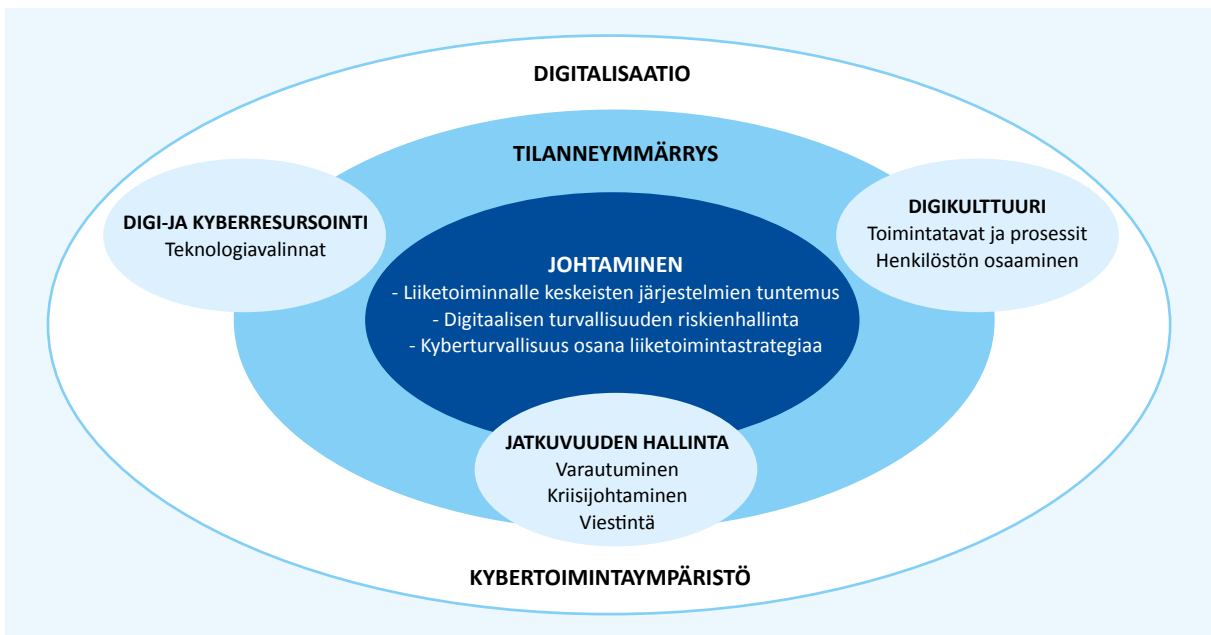 DIGITALISAATIO
TILANNEYMMÄRRYS
DIGI-JA KYBERRESURSOINTI
Teknologiavalinnat
DIGIKULTTUURI
Toimintatavat ja prosessit
Henkilöstön osaaminen
JOHTAMINEN
- Liiketoiminnalle keskeisten järjestelmien tuntemus
- Digitaalisen turvallisuuden riskienhallinta
- Kyberturvallisuus osana liiketoimintastrategiaa
JATKUVUUDEN HALLINTA
Varautuminen
Kriisijohtaminen
Viestintä
KYBERTOIMINTAYMPÄRISTÖ